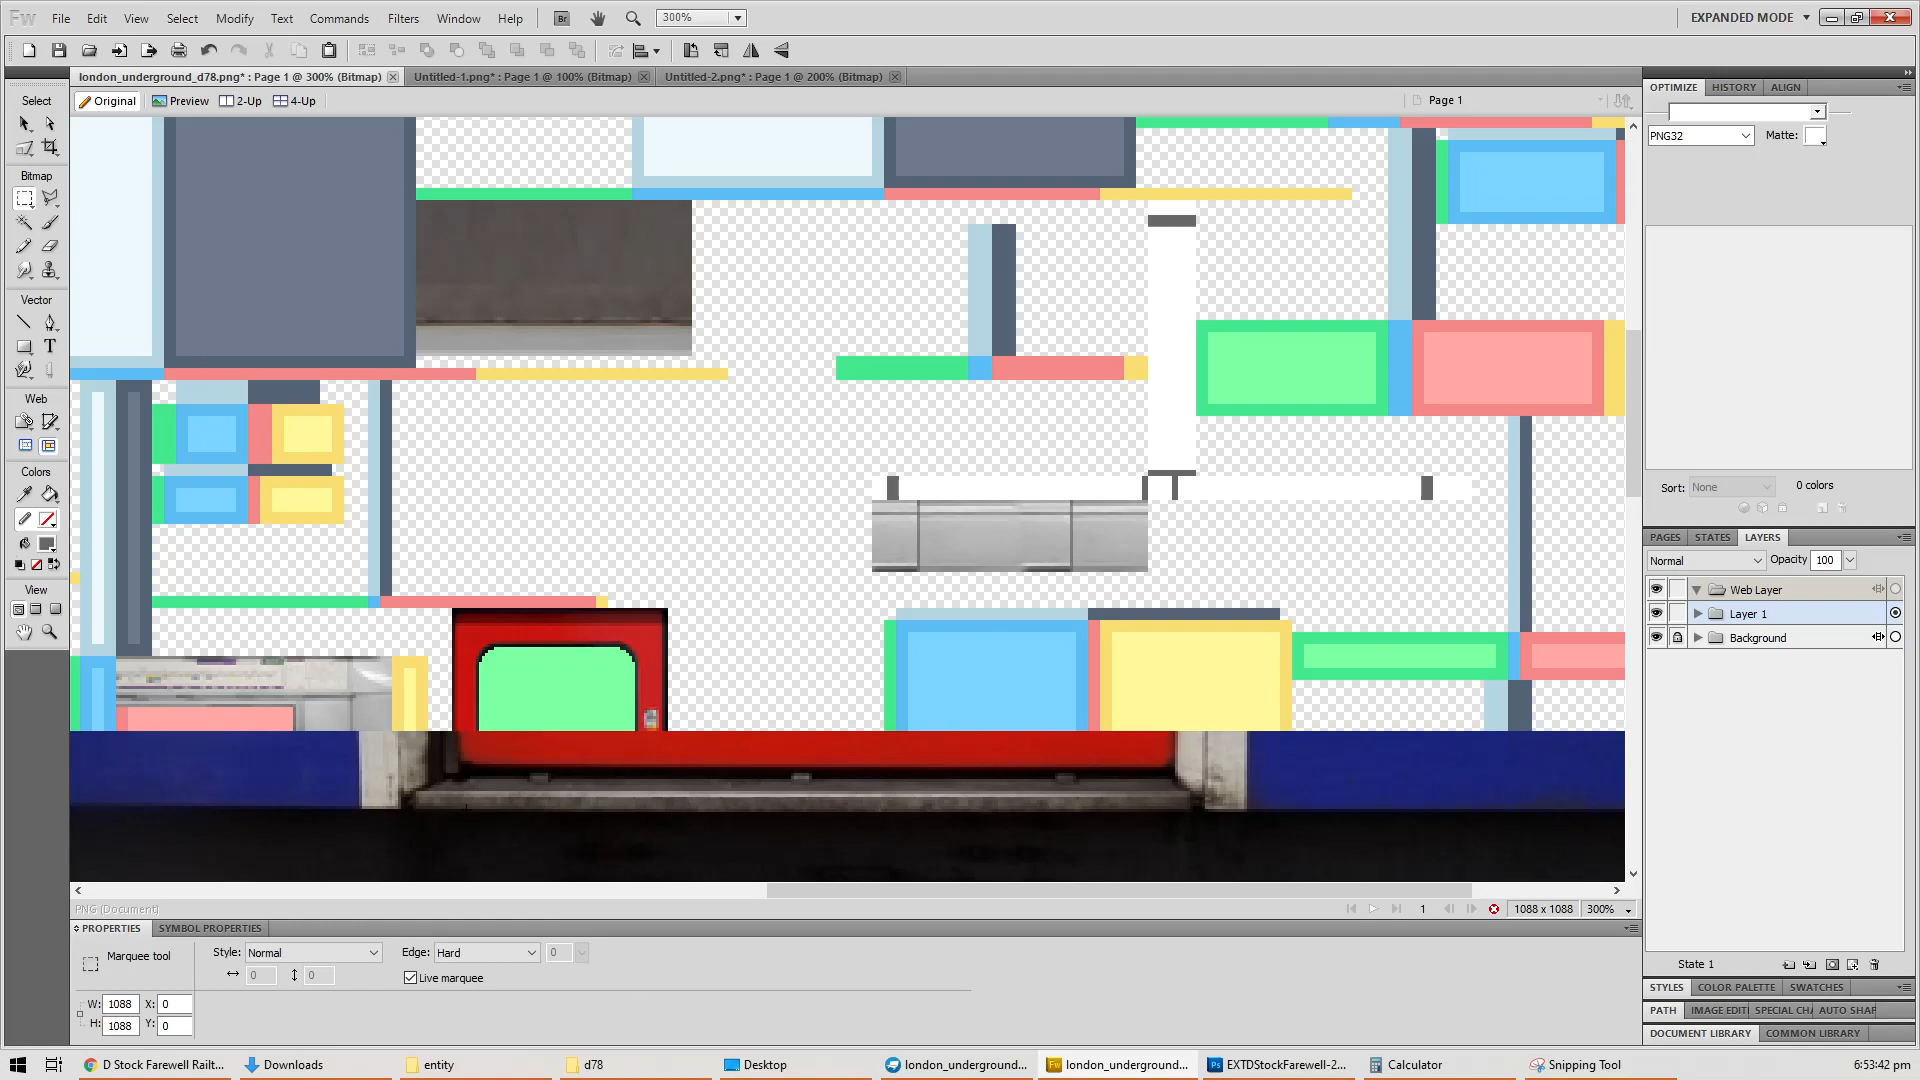 Fw File Edit View Select Modify Text Commands Filters Window Help Br 300% EXPANDED MODE
london_underground_d78.png* : Page 1 @ 300% (Bitmap) Untitled-1.png* : Page 1 @ 100% (Bitmap) Untitled-2.png* : Page 1 @ 200% (Bitmap)
Original Preview 2-Up 4-Up Page 1
Select
Bitmap
Vector
T
Web
Colors
View
OPTIMIZE HISTORY ALIGN
PNG32 Matte:
Sort: None 0 colors
PAGES STATES LAYERS
Normal Opacity 100
Web Layer
Layer 1
Background
State 1
STYLES COLOR PALETTE SWATCHES
PATH IMAGE EDITI SPECIAL CHA AUTO SHAP
DOCUMENT LIBRARY COMMON LIBRARY
PNG (Document) 1 1088 x 1088 300%
PROPERTIES SYMBOL PROPERTIES
Marquee tool Style: Normal Edge: Hard 0
0 0 Live marquee
W: 1088 X: 0
H: 1088 Y: 0
D Stock Farewell Railt... Downloads entity d78 Desktop london_underground... Fw london_underground... Ps EXTDStockFarewell-2... Calculator Snipping Tool 6:53:42 PM